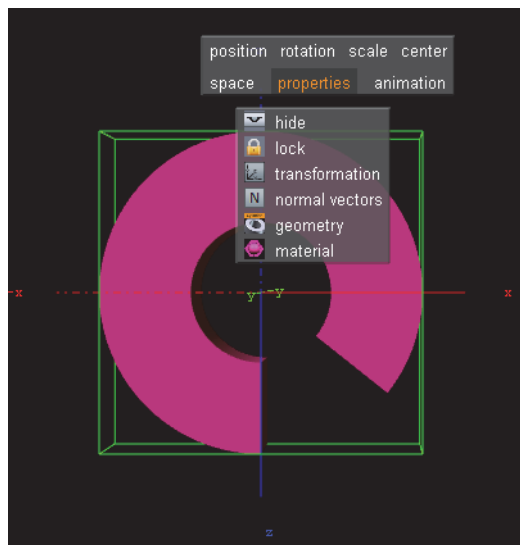 position rotation scale center
space properties animation
hide
lock
transformation
N normal vectors
geometry
material
-x x
y -y
z